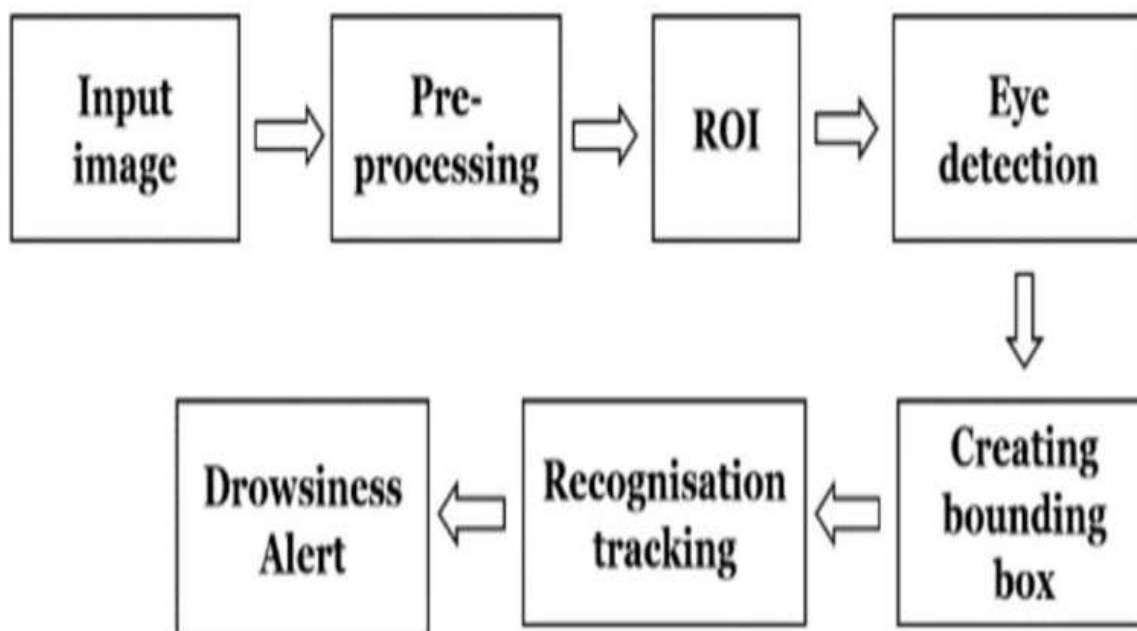 Input
image
Pre-
processing
ROI
Eye
detection
Creating
bounding
box
Recognisation
tracking
Drowsiness
Alert